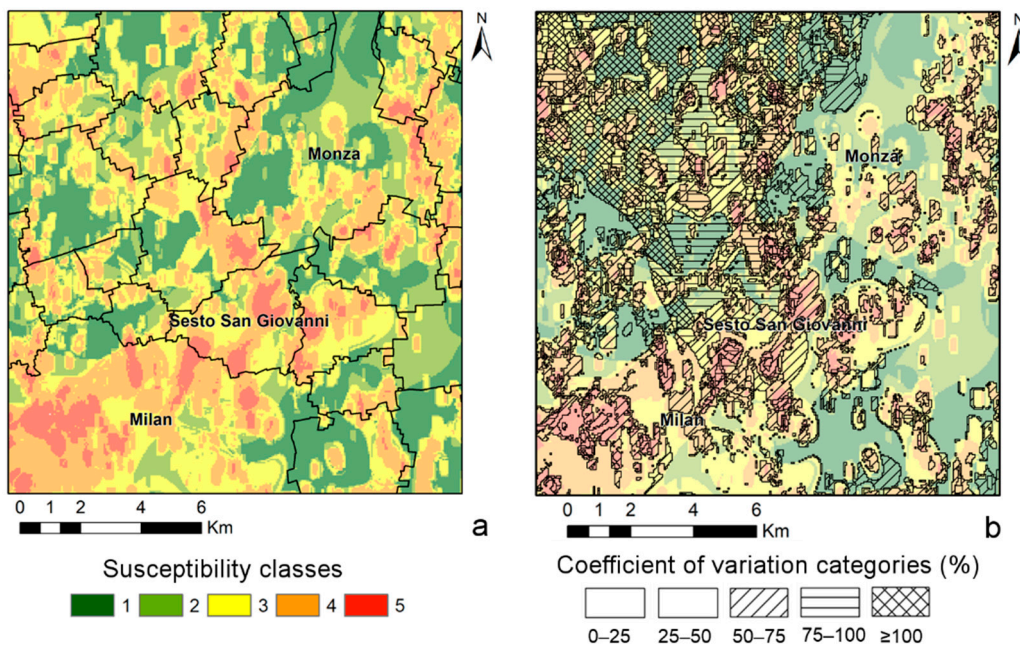 N
Monza
Sesto San Giovanni
Milan
0 1 2 4 6
Km
a
Susceptibility classes
1 2 3 4 5
N
Monza
Sesto San Giovanni
Milan
0 2 4 6
Km
b
Coefficient of variation categories (%)
0–25 25–50 50–75 75–100 ≥100